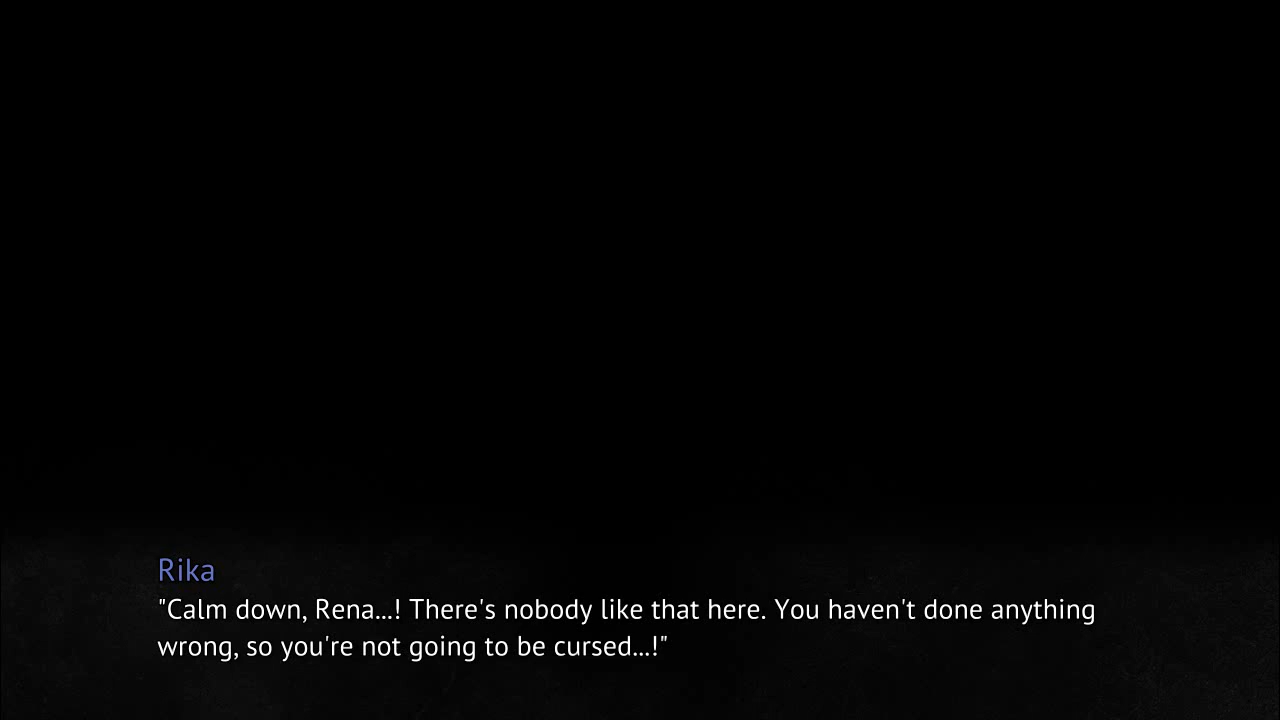 Rika
"Calm down, Rena...! There's nobody like that here. You haven't done anything
wrong, so you're not going to be cursed...!"